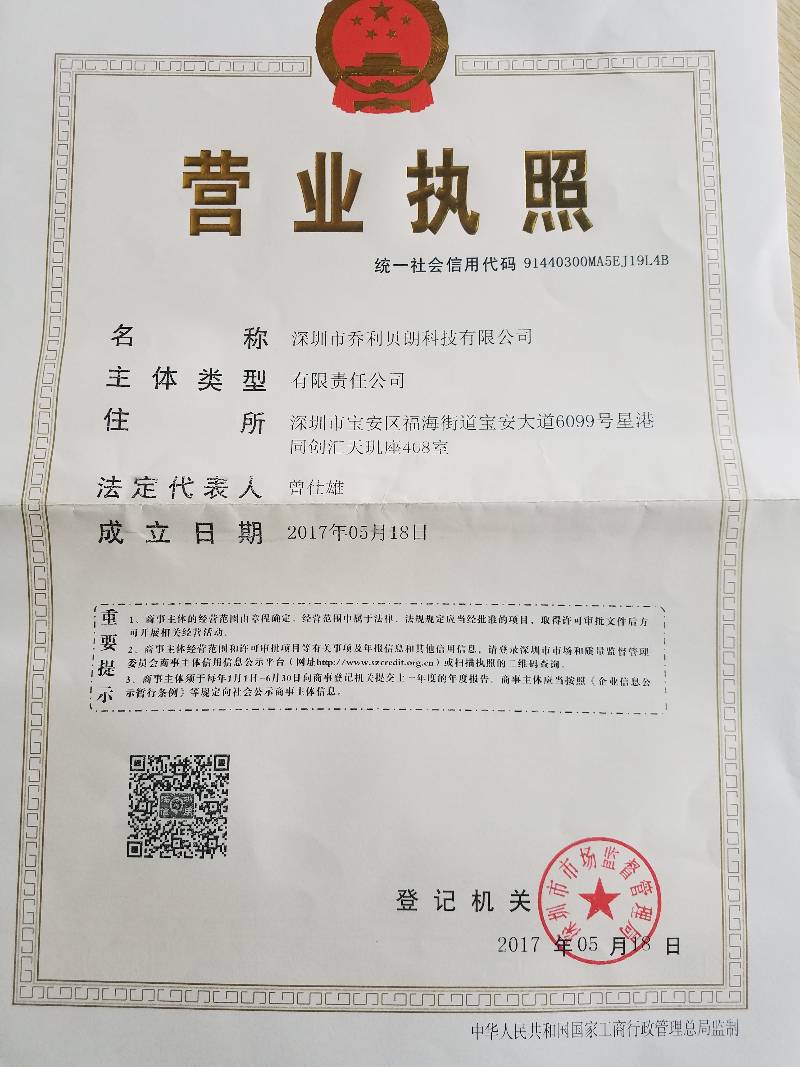 营业执照
统一社会信用代码 91440300MA5EJ19L4B
名称 深圳市乔利贝朗科技有限公司
主体类型 有限责任公司
住所 深圳市宝安区福海街道宝安大道6099号星港
同创汇天玑座408室
法定代表人 曾仕雄
成立日期 2017年05月18日
重要提示
1、商事主体的经营范围由章程确定。经营范围中属于法律、法规规定应当经批准的项目，取得许可审批文件后方
可开展相关经营活动。
2、商事主体经营范围和许可审批项目等有关事项及年报信息和其他信用信息，请登录深圳市市场和质量监督管理
委员会商事主体信用信息公示平台（网址http://www.szcredit.org.cn）或扫描执照的二维码查询。
3、商事主体须于每年1月1日-6月30日向商事登记机关提交上一年度的年度报告。商事主体应当按照《企业信息公
示暂行条例》等规定向社会公示商事主体信息。
登记机关
深圳市市场监督管理局
2017年05月18日
中华人民共和国国家工商行政管理总局监制